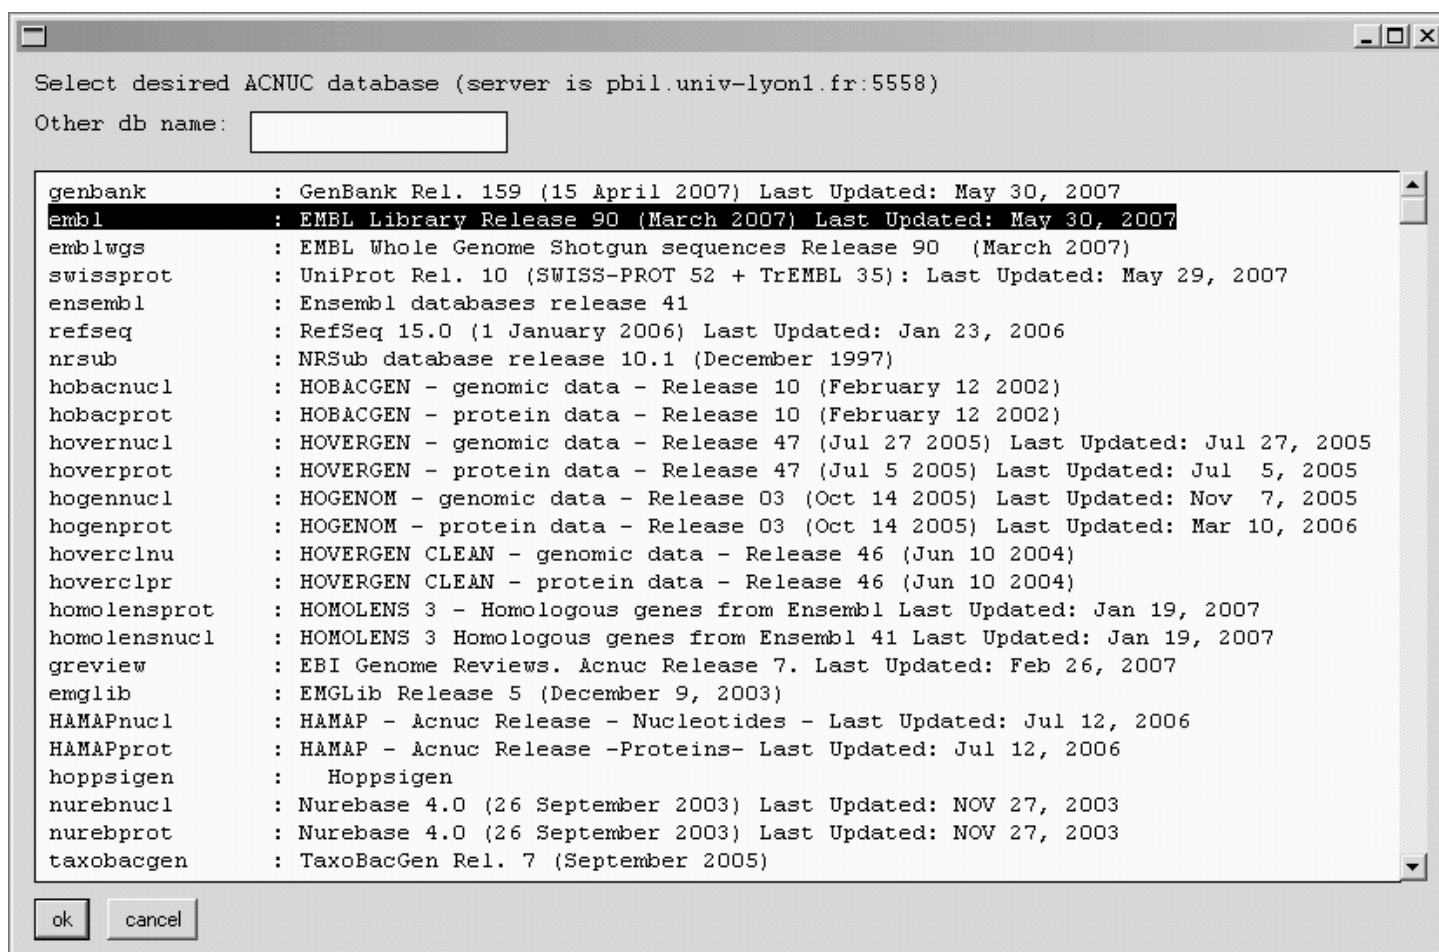 Select desired ACNUC database (server is pbil.univ-lyon1.fr:5558)
Other db name:
genbank : GenBank Rel. 159 (15 April 2007) Last Updated: May 30, 2007
embl : EMBL Library Release 90 (March 2007) Last Updated: May 30, 2007
emblwgs : EMBL Whole Genome Shotgun sequences Release 90 (March 2007)
swissprot : UniProt Rel. 10 (SWISS-PROT 52 + TrEMBL 35): Last Updated: May 29, 2007
ensembl : Ensembl databases release 41
refseq : RefSeq 15.0 (1 January 2006) Last Updated: Jan 23, 2006
nrsub : NRSub database release 10.1 (December 1997)
hobacnucl : HOBACGEN - genomic data - Release 10 (February 12 2002)
hobacprot : HOBACGEN - protein data - Release 10 (February 12 2002)
hovernucl : HOVERGEN - genomic data - Release 47 (Jul 27 2005) Last Updated: Jul 27, 2005
hoverprot : HOVERGEN - protein data - Release 47 (Jul 5 2005) Last Updated: Jul 5, 2005
hogennucl : HOGENOM - genomic data - Release 03 (Oct 14 2005) Last Updated: Nov 7, 2005
hogenprot : HOGENOM - protein data - Release 03 (Oct 14 2005) Last Updated: Mar 10, 2006
hoverclnu : HOVERGEN CLEAN - genomic data - Release 46 (Jun 10 2004)
hoverclpr : HOVERGEN CLEAN - protein data - Release 46 (Jun 10 2004)
homolensprot : HOMOLENS 3 - Homologous genes from Ensembl Last Updated: Jan 19, 2007
homolensnucl : HOMOLENS 3 Homologous genes from Ensembl 41 Last Updated: Jan 19, 2007
greview : EBI Genome Reviews. Acnuc Release 7. Last Updated: Feb 26, 2007
emglib : EMGLib Release 5 (December 9, 2003)
HAMAPnucl : HAMAP - Acnuc Release - Nucleotides - Last Updated: Jul 12, 2006
HAMAPprot : HAMAP - Acnuc Release -Proteins- Last Updated: Jul 12, 2006
hoppsigen : Hoppsigen
nurebnucl : Nurebase 4.0 (26 September 2003) Last Updated: NOV 27, 2003
nurebprot : Nurebase 4.0 (26 September 2003) Last Updated: NOV 27, 2003
taxobacgen : TaxoBacGen Rel. 7 (September 2005)
ok cancel